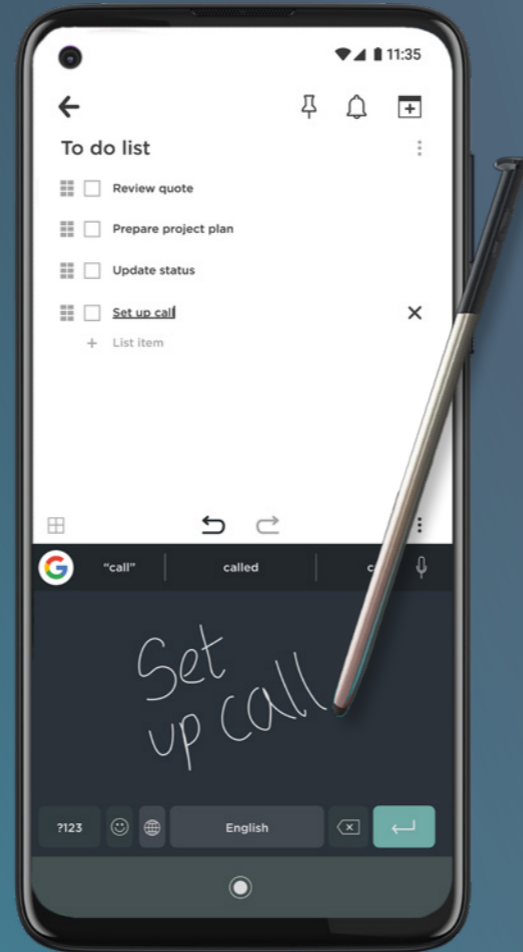 11:35
To do list
Review quote
Prepare project plan
Update status
Set up call
+ List item
G "call" called
Set
up call
?123 English